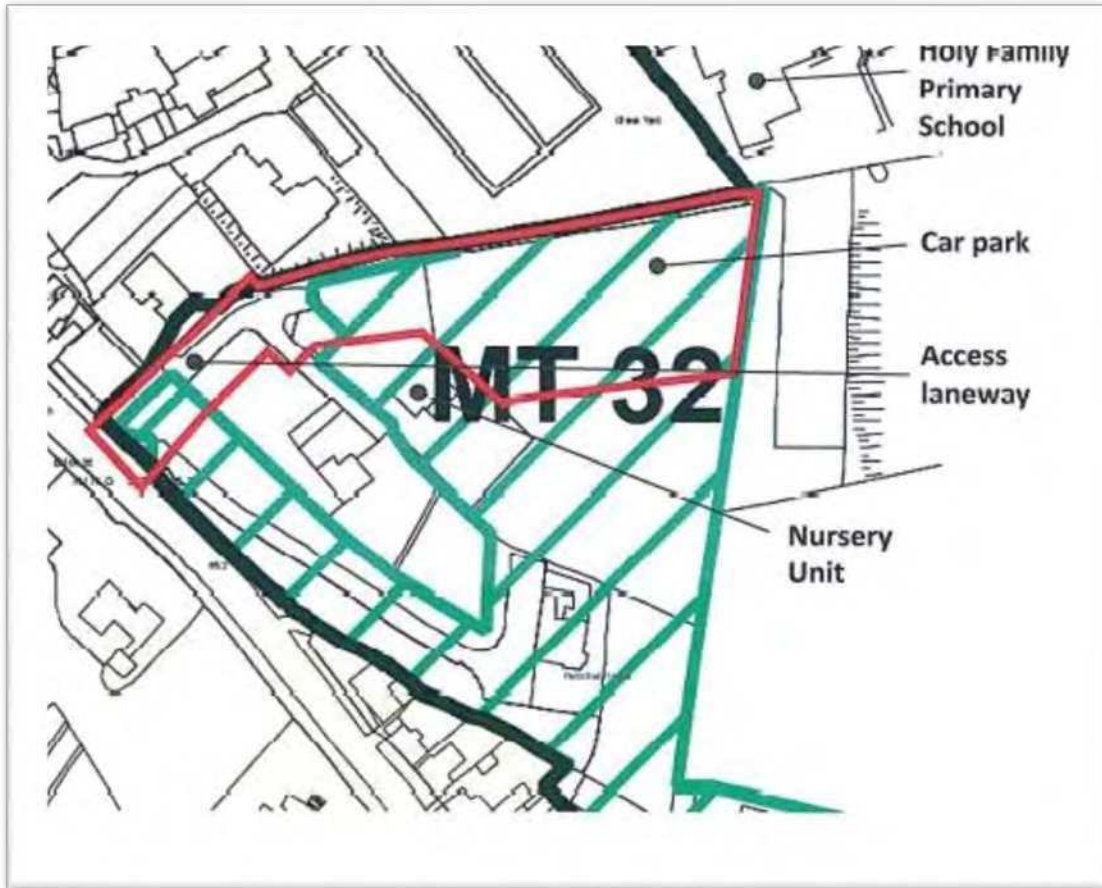 Holy Family
Primary
School
Car park
MT 32
Access
laneway
Nursery
Unit